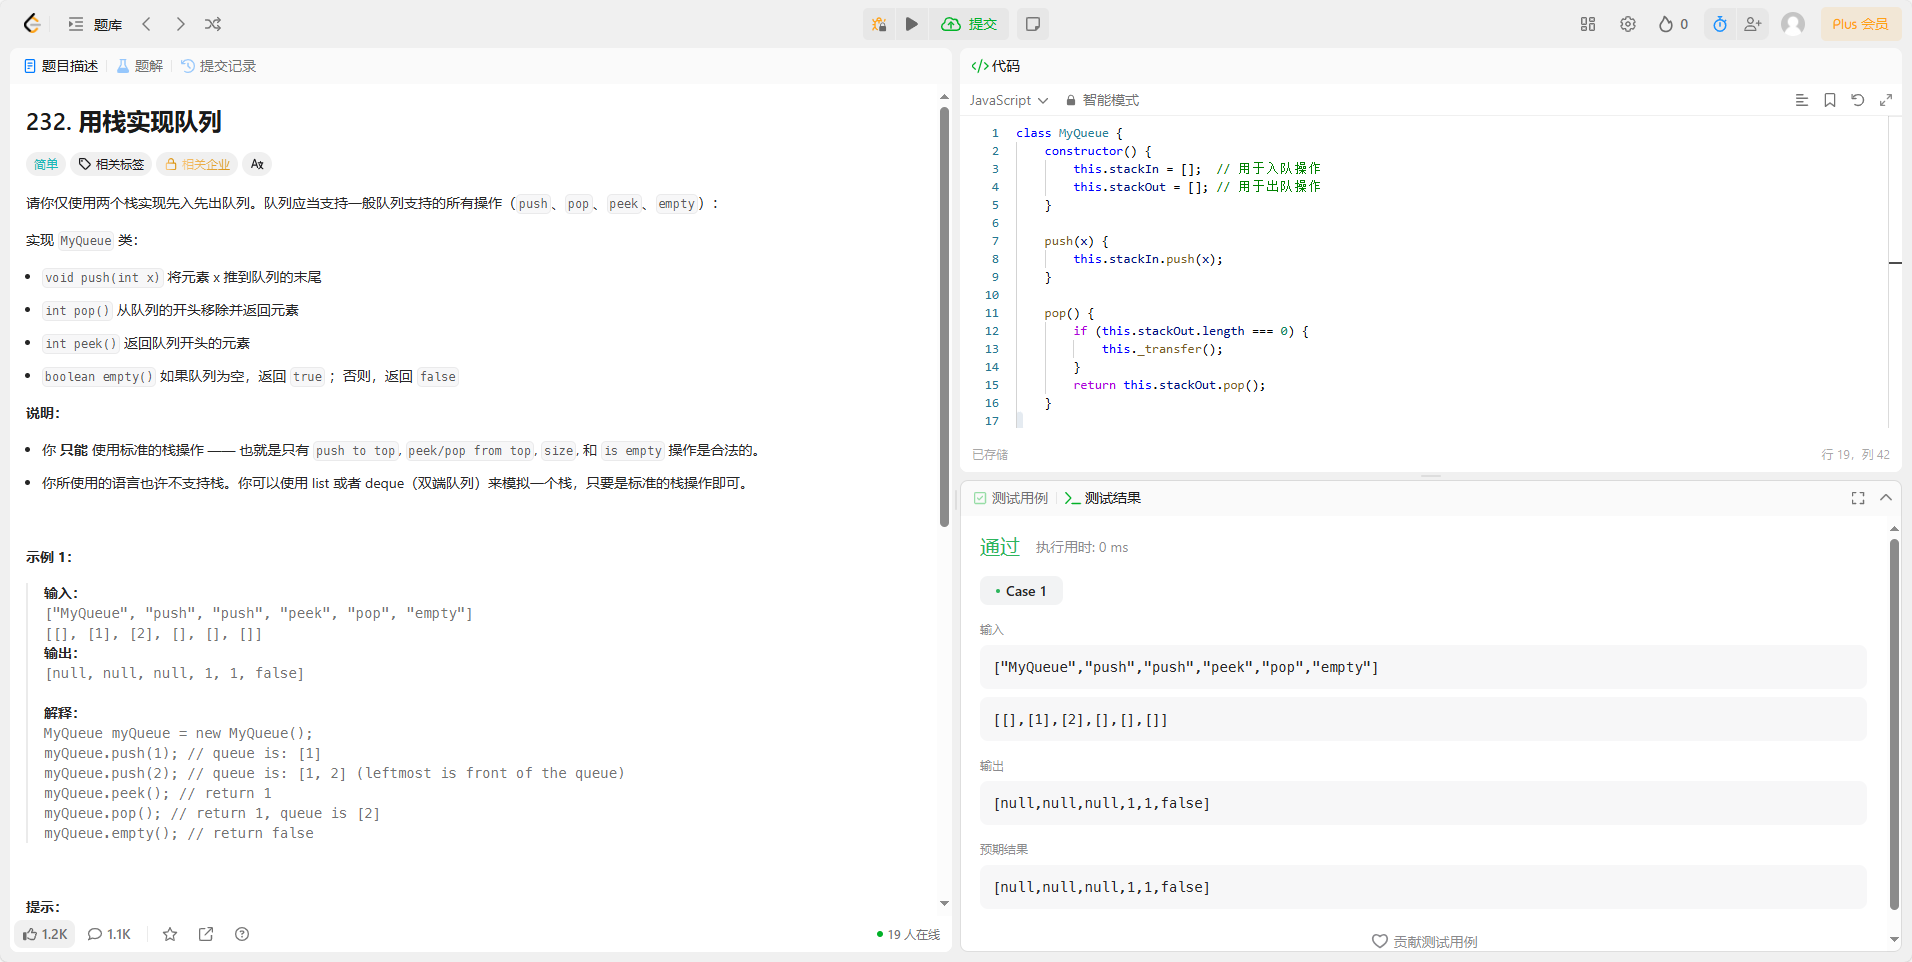 题库
提交
0
Plus 会员
题目描述
题解
提交记录
232. 用栈实现队列
简单
相关标签
相关企业
请你仅使用两个栈实现先入先出队列。队列应当支持一般队列支持的所有操作（push、pop、peek、empty）：
实现 MyQueue 类：
void push(int x) 将元素 x 推到队列的末尾
int pop() 从队列的开头移除并返回元素
int peek() 返回队列开头的元素
boolean empty() 如果队列为空，返回 true ；否则，返回 false
说明：
你 只能 使用标准的栈操作 —— 也就是只有 push to top, peek/pop from top, size, 和 is empty 操作是合法的。
你所使用的语言也许不支持栈。你可以使用 list 或者 deque（双端队列）来模拟一个栈，只要是标准的栈操作即可。
示例 1：
输入：
["MyQueue", "push", "push", "peek", "pop", "empty"]
[[], [1], [2], [], [], []]
输出：
[null, null, null, 1, 1, false]
解释：
MyQueue myQueue = new MyQueue();
myQueue.push(1); // queue is: [1]
myQueue.push(2); // queue is: [1, 2] (leftmost is front of the queue)
myQueue.peek(); // return 1
myQueue.pop(); // return 1, queue is [2]
myQueue.empty(); // return false
提示：
1.2K
1.1K
19 人在线
代码
JavaScript
智能模式
1 class MyQueue {
2 constructor() {
3 this.stackIn = []; // 用于入队操作
4 this.stackOut = []; // 用于出队操作
5 }
6
7 push(x) {
8 this.stackIn.push(x);
9 }
10
11 pop() {
12 if (this.stackOut.length === 0) {
13 this._transfer();
14 }
15 return this.stackOut.pop();
16 }
17
已存储
行 19，列 42
测试用例
测试结果
通过
执行用时: 0 ms
Case 1
输入
["MyQueue","push","push","peek","pop","empty"]
[[],[1],[2],[],[],[]]
输出
[null,null,null,1,1,false]
预期结果
[null,null,null,1,1,false]
贡献测试用例